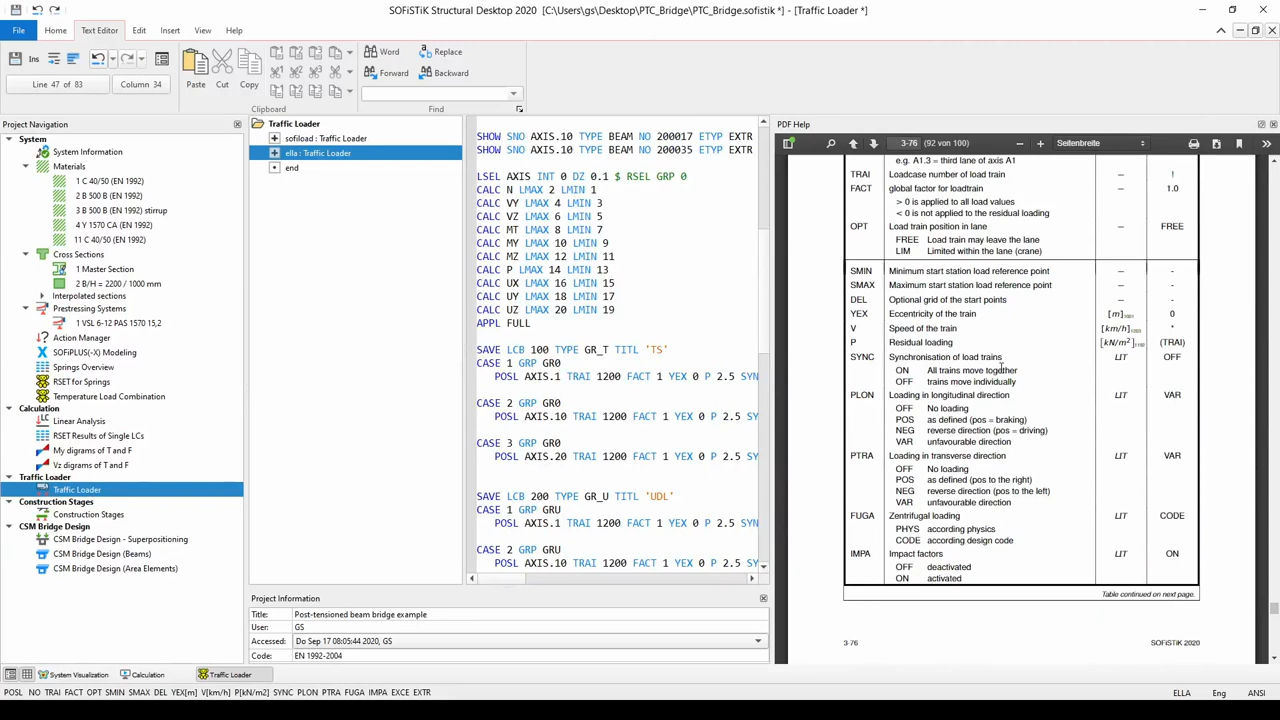 SOFiSTiK Structural Desktop 2020   [C:\Users\gs\Desktop\PTC_Bridge\PTC_Bridge.sofistik *] - [Traffic Loader *]
File Home Text Editor Edit Insert View Help
Ins Word Replace
Line 47 of 83 Column 34 Paste Cut Copy Forward Backward
Clipboard Find
Project Navigation
System
System Information
Materials
1 C 40/50 (EN 1992)
2 B 500 B (EN 1992)
3 B 500 B (EN 1992) stirrup
4 Y 1570 CA (EN 1992)
11 C 40/50 (EN 1992)
Cross Sections
1 Master Section
2 B/H = 2200 / 1000 mm
Interpolated sections
Prestressing Systems
1 VSL 6-12 PAS 1570 15,2
Action Manager
SOFiPLUS(-X) Modeling
Springs Overview
RSET for Springs
Temperature Load Combination
Calculation
Linear Analysis
RSET Results of Single LCs
My digrams of T and F
Vz digrams of T and F
Traffic Loader
Traffic Loader
Construction Stages
Construction Stages
CSM Bridge Design
CSM Bridge Design - Superpositioning
CSM Bridge Design (Beams)
CSM Bridge Design (Area Elements)
Traffic Loader
sofiload : Traffic Loader
ella : Traffic Loader
end
SHOW SNO AXIS.10 TYPE BEAM NO 200017 ETYP EXTR
SHOW SNO AXIS.10 TYPE BEAM NO 200035 ETYP EXTR
LSEL AXIS INT 0 DZ 0.1 $ RSEL GRP 0
CALC N LMAX 2 LMIN 1
CALC VY LMAX 4 LMIN 3
CALC VZ LMAX 6 LMIN 5
CALC MT LMAX 8 LMIN 7
CALC MY LMAX 10 LMIN 9
CALC MZ LMAX 12 LMIN 11
CALC P LMAX 14 LMIN 13
CALC UX LMAX 16 LMIN 15
CALC UY LMAX 18 LMIN 17
CALC UZ LMAX 20 LMIN 19
APPL FULL
SAVE LCB 100 TYPE GR_T TITL 'TS'
CASE 1 GRP GR0
POSL AXIS.1 TRAI 1200 FACT 1 YEX 0 P 2.5 SY
CASE 2 GRP GR0
POSL AXIS.10 TRAI 1200 FACT 1 YEX 0 P 2.5 SY
CASE 3 GRP GR0
POSL AXIS.20 TRAI 1200 FACT 1 YEX 0 P 2.5 SY
SAVE LCB 200 TYPE GR_U TITL 'UDL'
CASE 1 GRP GRU
POSL AXIS.1 TRAI 1200 FACT 1 YEX 0 P 2.5 SY
CASE 2 GRP GRU
POSL AXIS.10 TRAI 1200 FACT 1 YEX 0 P 2.5 SY
Project Information
Title: Post-tensioned beam bridge example
User: GS
Accessed: Do Sep 17 08:05:44 2020, GS
Code: EN 1992-2004
PDF Help
3-76 (92 von 100) Seitenbreite
e.g. A1.3 = third lane of axis A1
TRAI Loadcase number of load train – !
FACT global factor for loadtrain – 1.0
> 0 is applied to all load values
< 0 is not applied to the residual loading
OPT Load train position in lane – FREE
FREE Load train may leave the lane
LIM Limited within the lane (crane)
SMIN Minimum start station load reference point – -
SMAX Maximum start station load reference point – -
DEL Optional grid of the start points – -
YEX Eccentricity of the train [m] 0
V Speed of the train [km/h] *
P Residual loading [kN/m²] (TRAI)
SYNC Synchronisation of load trains LIT OFF
ON All trains move together
OFF trains move individually
PLON Loading in longitudinal direction LIT VAR
OFF No loading
POS as defined (pos = braking)
NEG reverse direction (pos = driving)
VAR unfavourable direction
PTRA Loading in transverse direction LIT VAR
OFF No loading
POS as defined (pos to the right)
NEG reverse direction (pos to the left)
VAR unfavourable direction
FUGA Zentrifugal loading LIT CODE
PHYS according physics
CODE according design code
IMPA Impact factors LIT ON
OFF deactivated
ON activated
Table continued on next page.
3-76 SOFiSTiK 2020
System Visualization Calculation Traffic Loader
POSL NO TRAI FACT OPT SMIN SMAX DEL YEX[m] V[km/h] P[kN/m2] SYNC PLON PTRA FUGA IMPA EXCE EXTR ELLA Eng ANSI